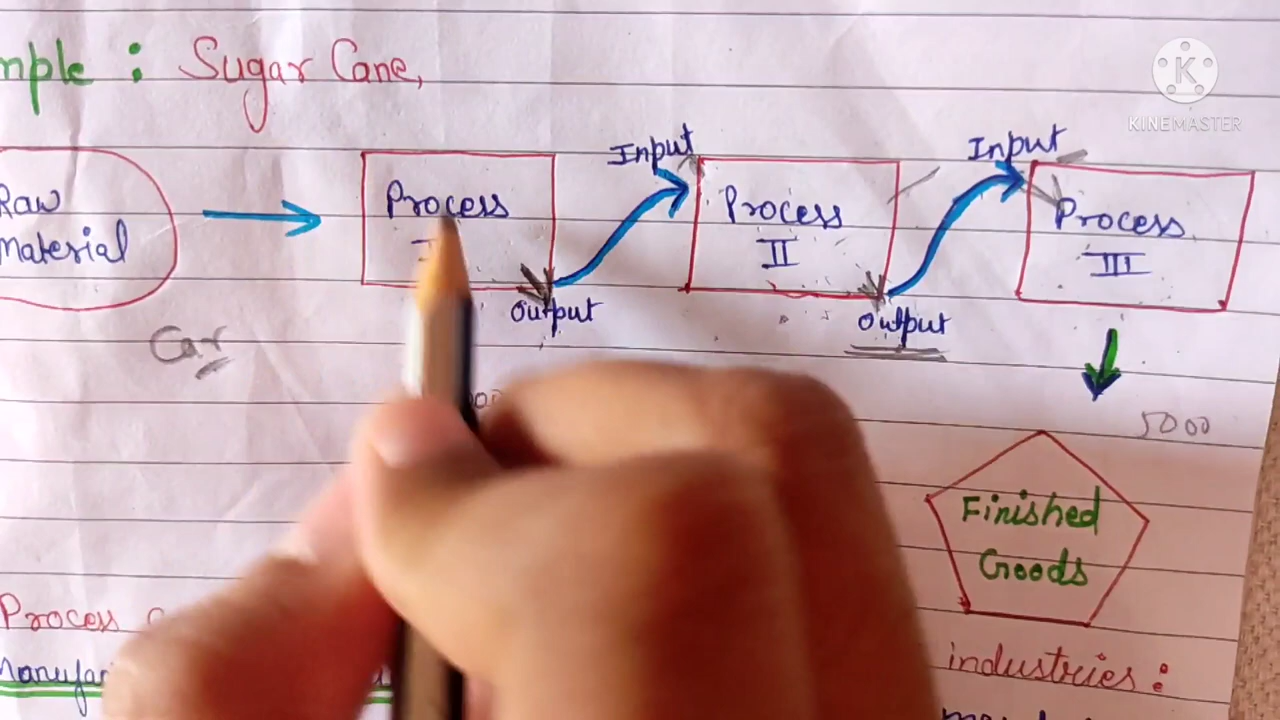 mple : Sugar Cane,
KINEMASTER
Input
Input
Raw
Material
Process
I
Process
II
Process
III
Output
Output
Car
5000
Finished
Goods
Process
industries :